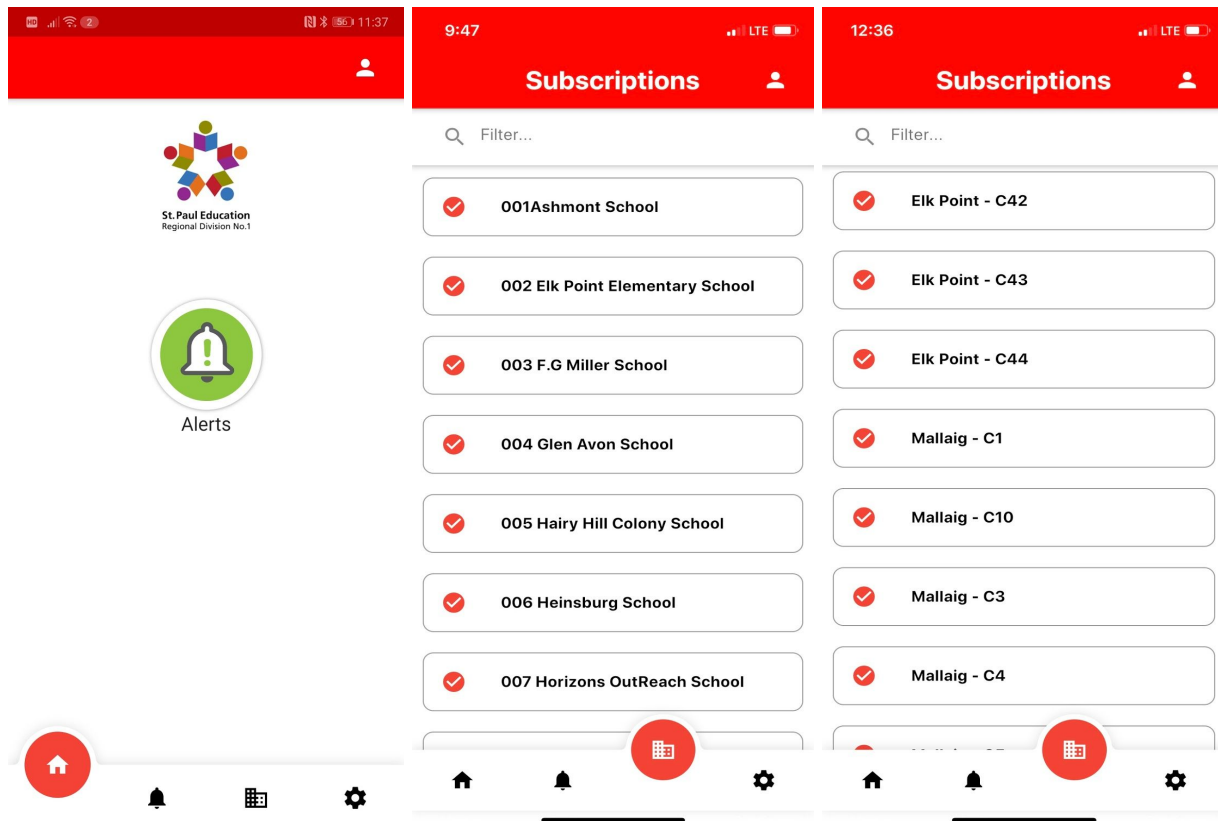 HD 2 56 11:37
St.Paul Education
Regional Division No.1
Alerts
9:47 LTE
Subscriptions
Filter...
001Ashmont School
002 Elk Point Elementary School
003 F.G Miller School
004 Glen Avon School
005 Hairy Hill Colony School
006 Heinsburg School
007 Horizons OutReach School
12:36 LTE
Subscriptions
Filter...
Elk Point - C42
Elk Point - C43
Elk Point - C44
Mallaig - C1
Mallaig - C10
Mallaig - C3
Mallaig - C4